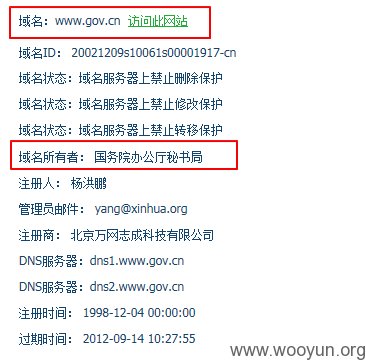 域名：www.gov.cn 访问此网站
域名ID： 20021209s10061s00001917-cn
域名状态：域名服务器上禁止删除保护
域名状态：域名服务器上禁止修改保护
域名状态：域名服务器上禁止转移保护
域名所有者： 国务院办公厅秘书局
注册人： 杨洪鹏
管理员邮件： yang@xinhua.org
注册商： 北京万网志成科技有限公司
DNS服务器：dns1.www.gov.cn
DNS服务器：dns2.www.gov.cn
注册时间： 1998-12-04 00:00:00
过期时间： 2012-09-14 10:27:55
www.wooyun.org